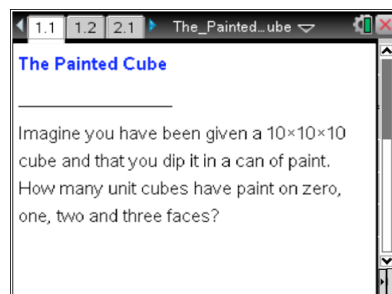 1.1 1.2 2.1 The_Painted...ube
The Painted Cube
Imagine you have been given a 10×10×10
cube and that you dip it in a can of paint.
How many unit cubes have paint on zero,
one, two and three faces?